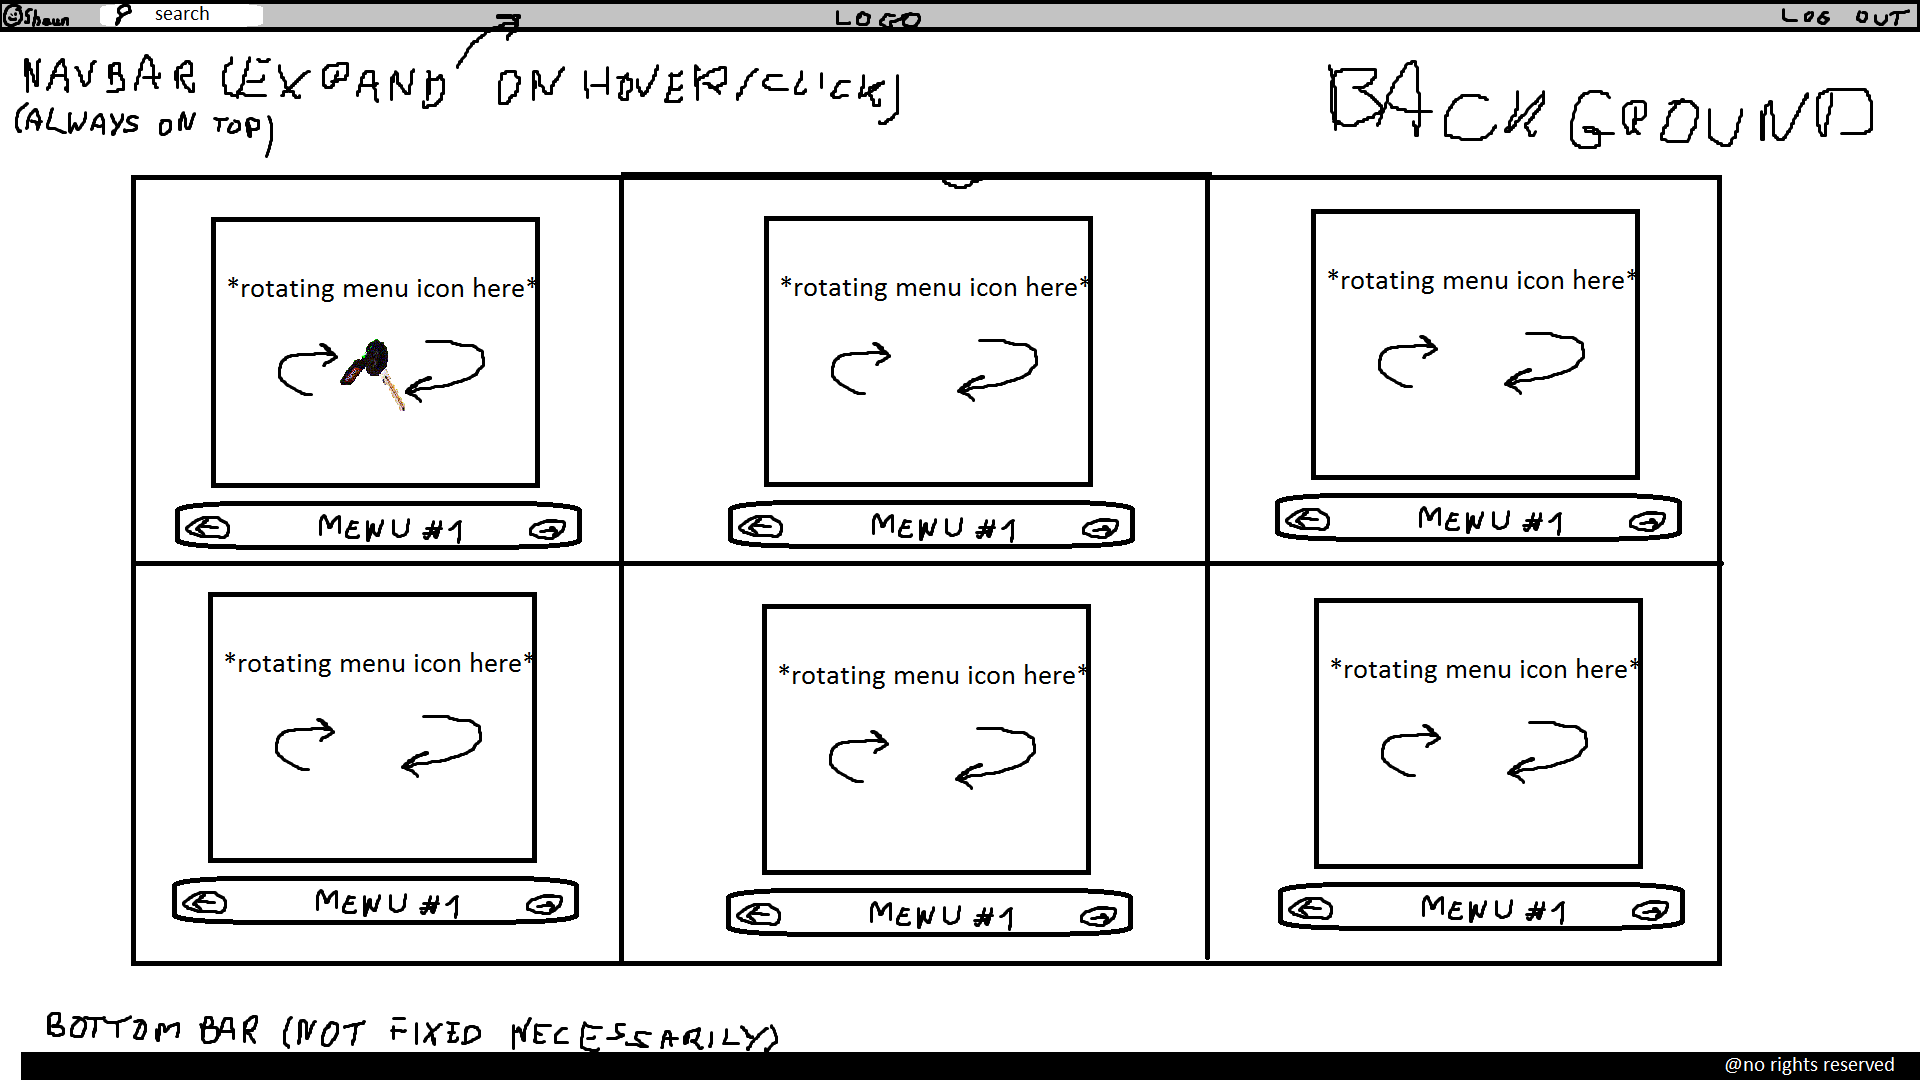 Shaun search LOGO LOG OUT
NAVBAR (EXPAND ON HOVER/CLICK)
(ALWAYS ON TOP)
BACKGROUND
*rotating menu icon here* *rotating menu icon here* *rotating menu icon here*
MENU #1 MENU #1 MENU #1
*rotating menu icon here* *rotating menu icon here* *rotating menu icon here*
MENU #1 MENU #1 MENU #1
BOTTOM BAR (NOT FIXED NECESSARILY)
@no rights reserved